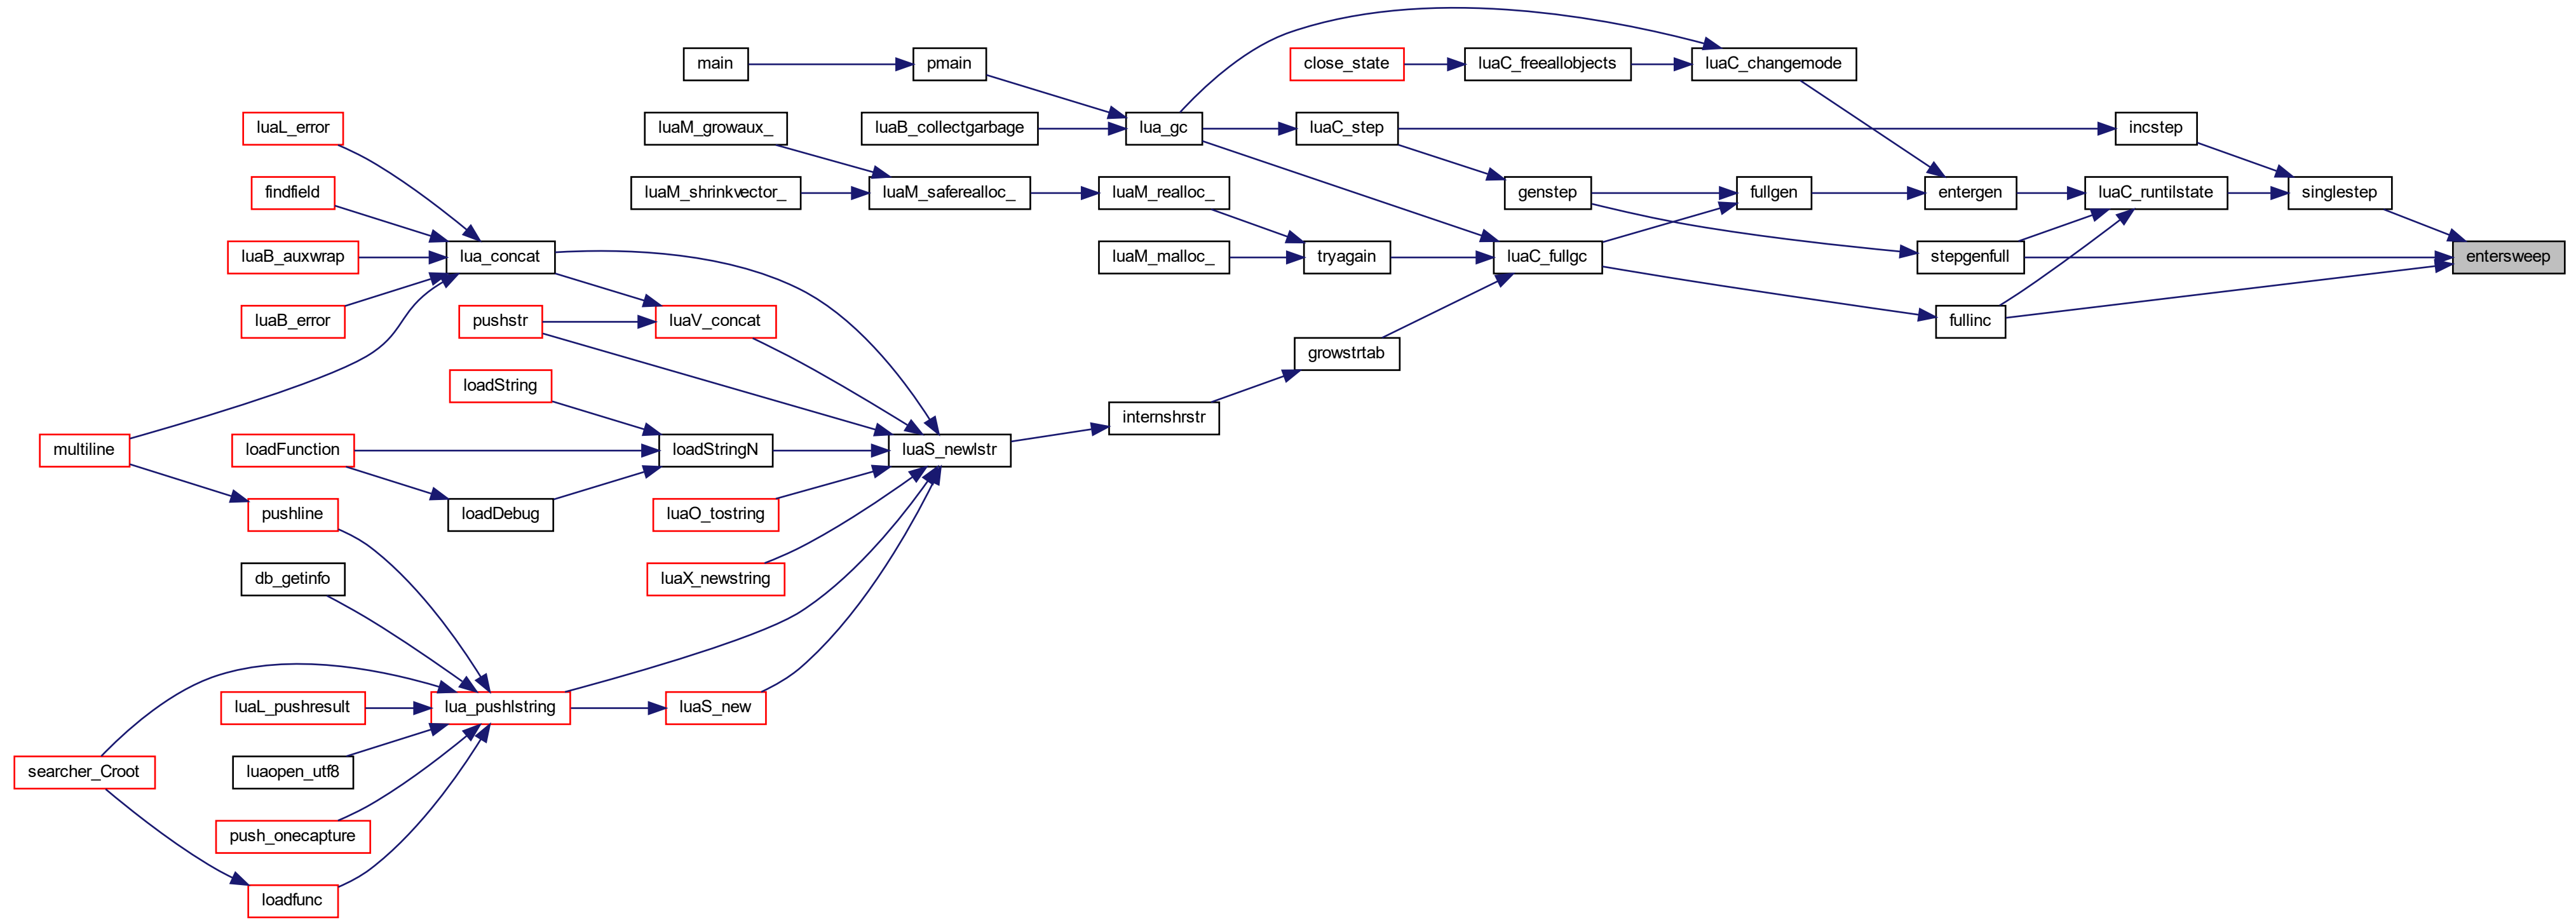 main
pmain
close_state
luaC_freeallobjects
luaC_changemode
luaL_error
luaM_growaux_
luaB_collectgarbage
lua_gc
luaC_step
incstep
findfield
luaM_shrinkvector_
luaM_saferealloc_
luaM_realloc_
genstep
fullgen
entergen
luaC_runtilstate
singlestep
luaB_auxwrap
lua_concat
luaM_malloc_
tryagain
luaC_fullgc
stepgenfull
entersweep
luaB_error
pushstr
luaV_concat
fullinc
growstrtab
loadString
internshrstr
multiline
loadFunction
loadStringN
luaS_newlstr
pushline
loadDebug
luaO_tostring
db_getinfo
luaX_newstring
luaL_pushresult
lua_pushlstring
luaS_new
searcher_Croot
luaopen_utf8
push_onecapture
loadfunc